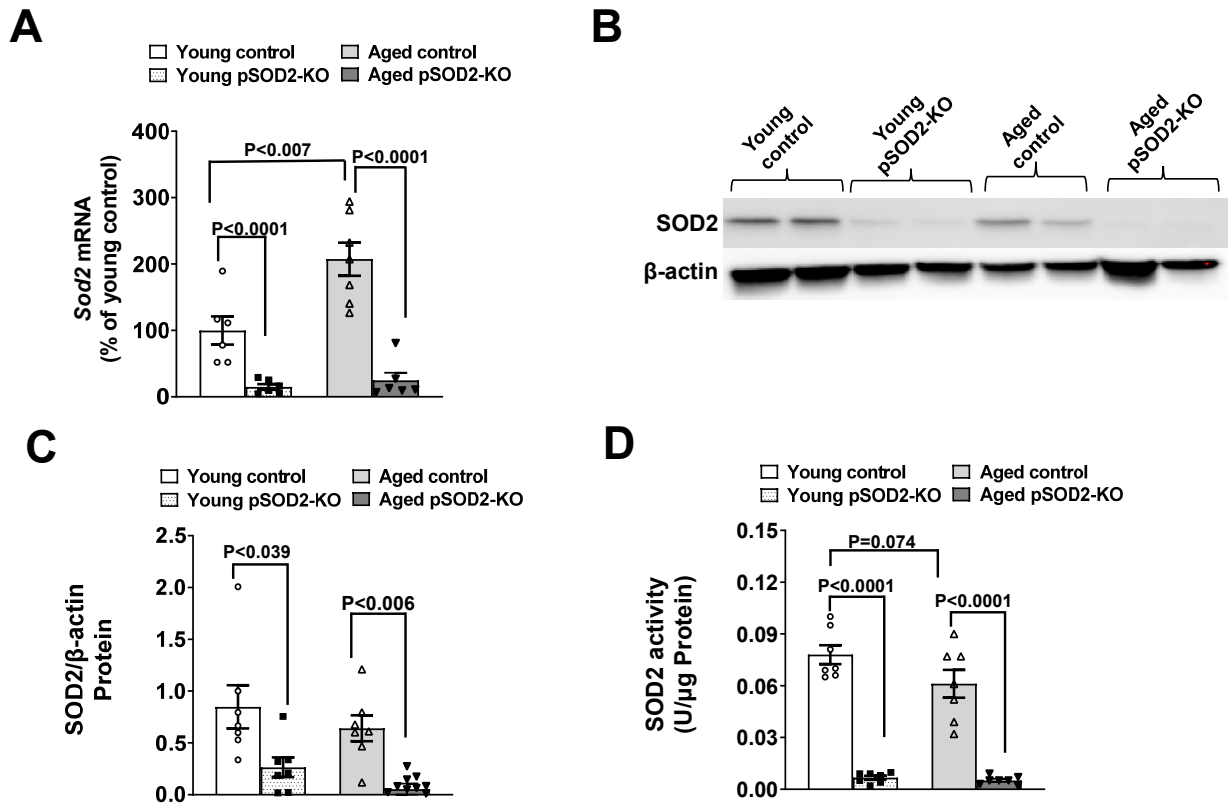 A
Young control
Aged control
Young pSOD2-KO
Aged pSOD2-KO
Sod2 mRNA
(% of young control)
400
300
200
100
0
P<0.007
P<0.0001
P<0.0001
B
Young
control
Young
pSOD2-KO
Aged
control
Aged
pSOD2-KO
SOD2
β-actin
C
Young control
Aged control
Young pSOD2-KO
Aged pSOD2-KO
SOD2/β-actin
Protein
2.5
2.0
1.5
1.0
0.5
0.0
P<0.039
P<0.006
D
Young control
Aged control
Young pSOD2-KO
Aged pSOD2-KO
SOD2 activity
(U/μg Protein)
0.15
0.12
0.09
0.06
0.03
0.00
P=0.074
P<0.0001
P<0.0001